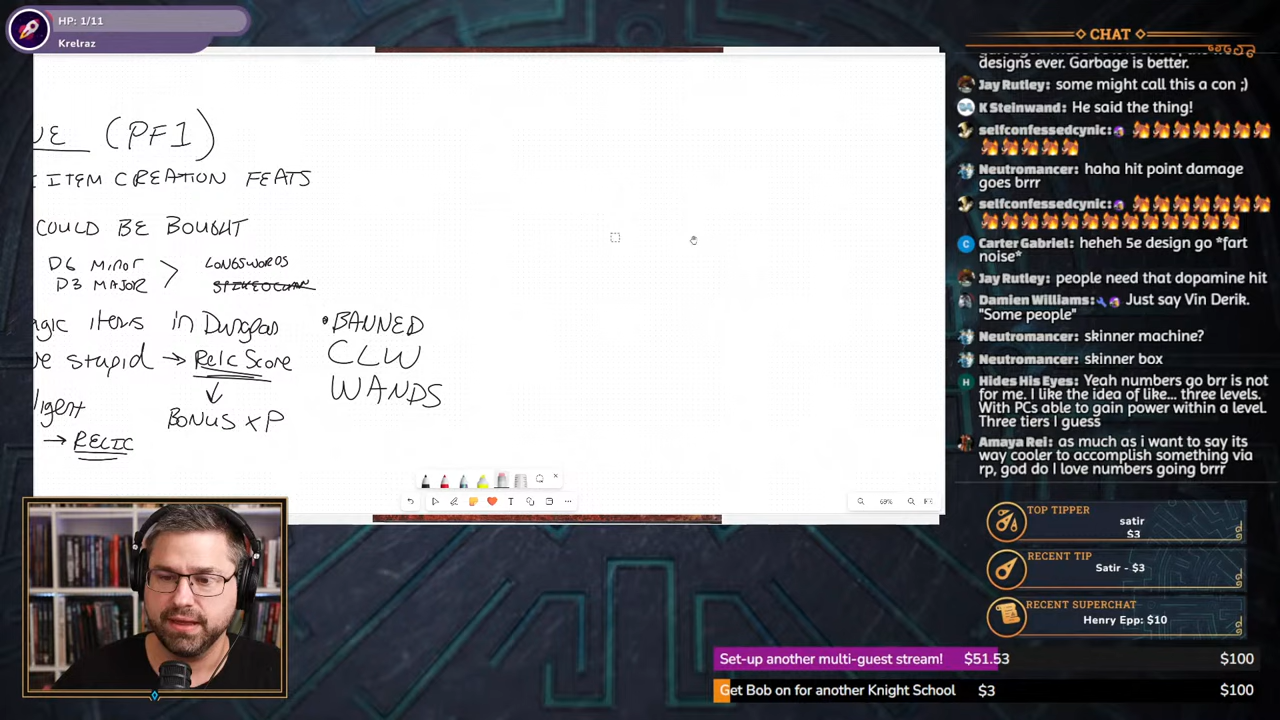 HP: 1/11
Krelraz
UE (PF1)
ITEM CREATION FEATS
COULD BE BOUGHT
D6 MINOR > LONGSWORDS
D3 MAJOR
agic items in Dungeons
ve stupid → Relc Score
ligent
→ RELIC
BONUS XP
• BANNED
CLW
WANDS
69%
CHAT
designs ever. Garbage is better.
Jay Rutley: some might call this a con ;)
K Steinwand: He said the thing!
selfconfessedcynic:
Neutromancer: haha hit point damage
goes brrr
selfconfessedcynic:
Carter Gabriel: heheh 5e design go *fart
noise*
Jay Rutley: people need that dopamine hit
Damien Williams: Just say Vin Derik.
"Some people"
Neutromancer: skinner machine?
Neutromancer: skinner box
Hides His Eyes: Yeah numbers go brr is not
for me. I like the idea of like... three levels.
With PCs able to gain power within a level.
Three tiers I guess
Amaya Rei: as much as i want to say its
way cooler to accomplish something via
rp, god do I love numbers going brrr
TOP TIPPER
satir
$3
RECENT TIP
Satir - $3
RECENT SUPERCHAT
Henry Epp: $10
Set-up another multi-guest stream! $51.53 $100
Get Bob on for another Knight School $3 $100